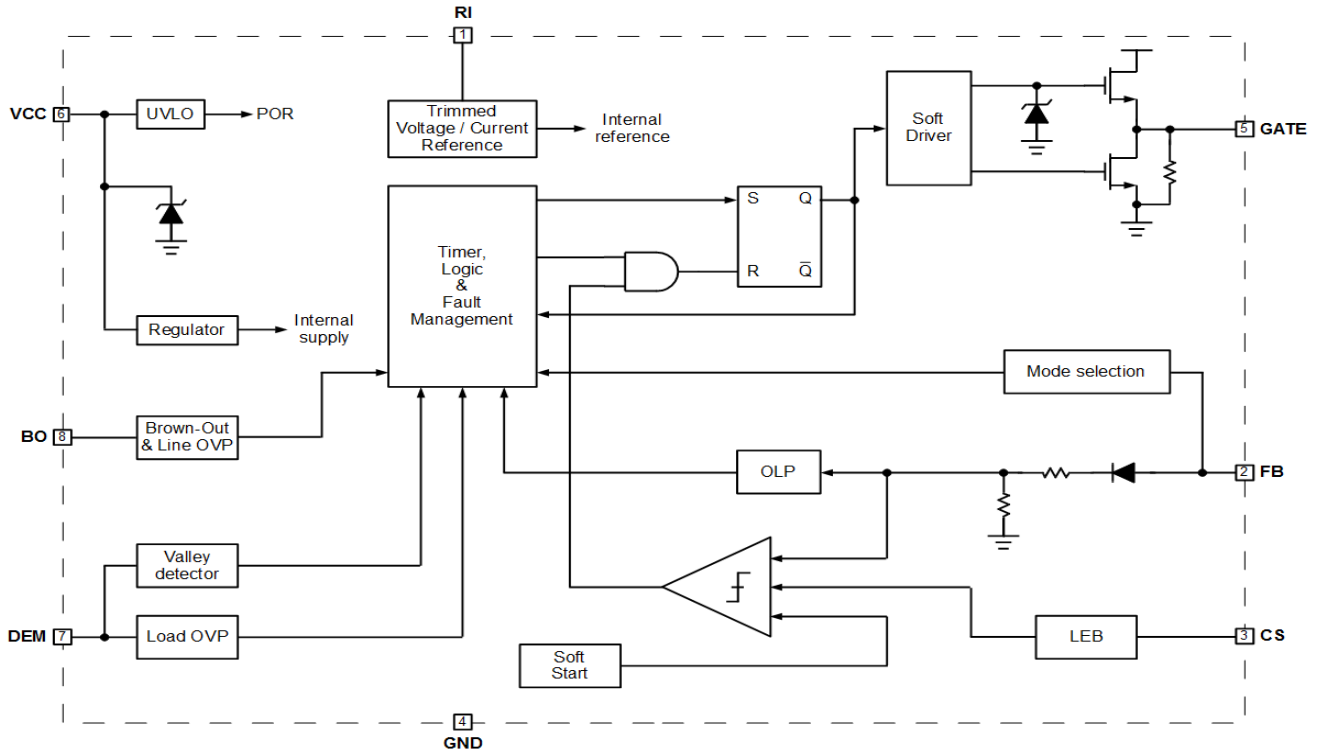 RI
1
VCC
6
UVLO
POR
Trimmed
Voltage / Current
Reference
Internal
reference
Soft
Driver
5
GATE
Timer,
Logic
&
Fault
Management
S
Q
R
Q̅
Regulator
Internal
supply
Mode selection
BO
8
Brown-Out
& Line OVP
OLP
2
FB
Valley
detector
DEM
7
Load OVP
Soft
Start
LEB
3
CS
4
GND